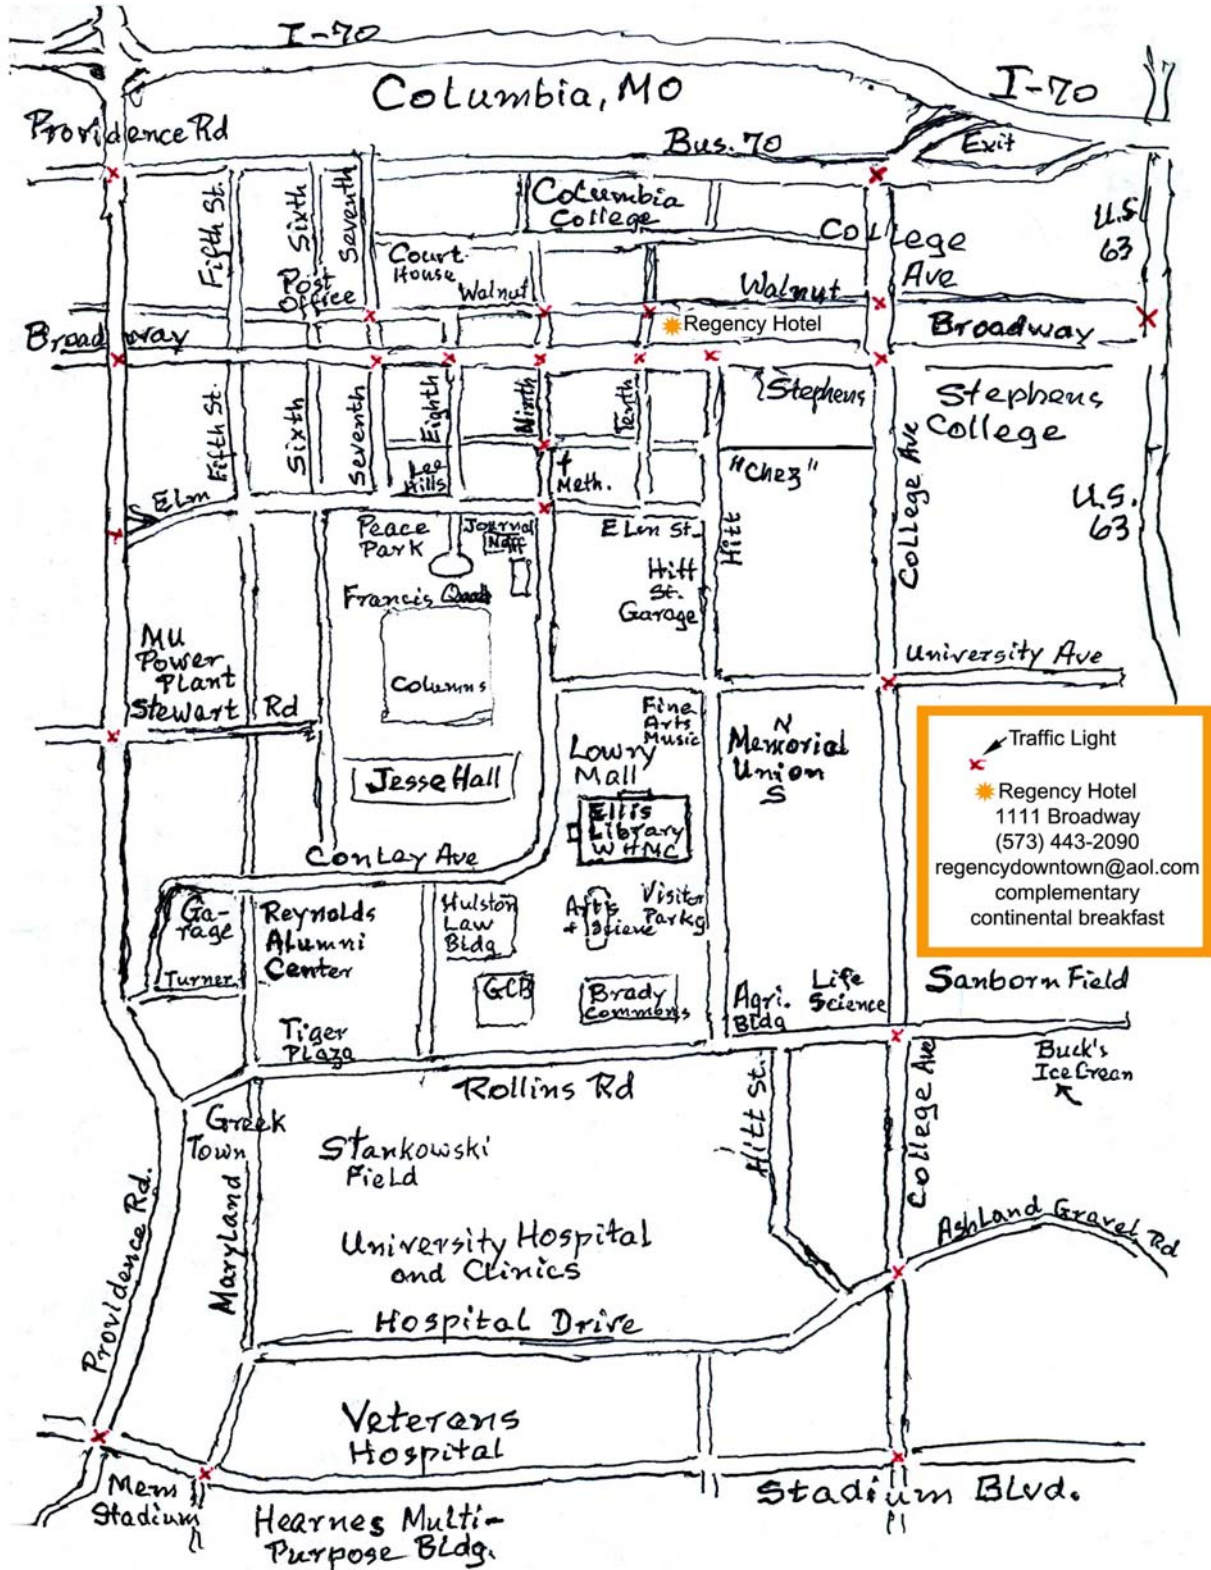 I-70
Columbia, MO
I-70
Providence Rd
Bus. 70
Exit
Fifth St.
Sixth
Seventh
Columbia
College
College
Ave
U.S.
63
Court
House
Post
Office
Walnut
Walnut
Regency Hotel
Broadway
Broadway
Fifth St.
Sixth
Seventh
Eighth
Ninth
Tenth
Stephens
Stephens
College
Lee
Hills
Meth.
"Chez"
College Ave
Elm
Peace
Park
Journal
Neff
Elm St.
Hitt
U.S.
63
Francis Quad
Hitt
St.
Garage
MU
Power
Plant
Stewart Rd
Columns
University Ave
Fine
Arts
Music
Lowry
Mall
N
Memorial
Union
S
Traffic Light
Regency Hotel
1111 Broadway
(573) 443-2090
regencydowntown@aol.com
complementary
continental breakfast
Jesse Hall
Ellis
Library
WHMC
Conley Ave
Ga-
rage
Reynolds
Alumni
Center
Hulston
Law
Bldg
Arts
+ Sciene
Visiter
Parkg
Turner
GCB
Brady
Commons
Agri.
Bldg
Life
Science
Sanborn Field
Tiger
Plaza
Rollins Rd
Buck's
Ice Crean
Greek
Town
Stankowski
Field
Hitt St.
College Ave
Providence Rd.
Maryland
University Hospital
and Clinics
Ashland Gravel Rd
Hospital Drive
Veterans
Hospital
Mem
Stadium
Stadium Blvd.
Hearnes Multi-
Purpose Bldg.